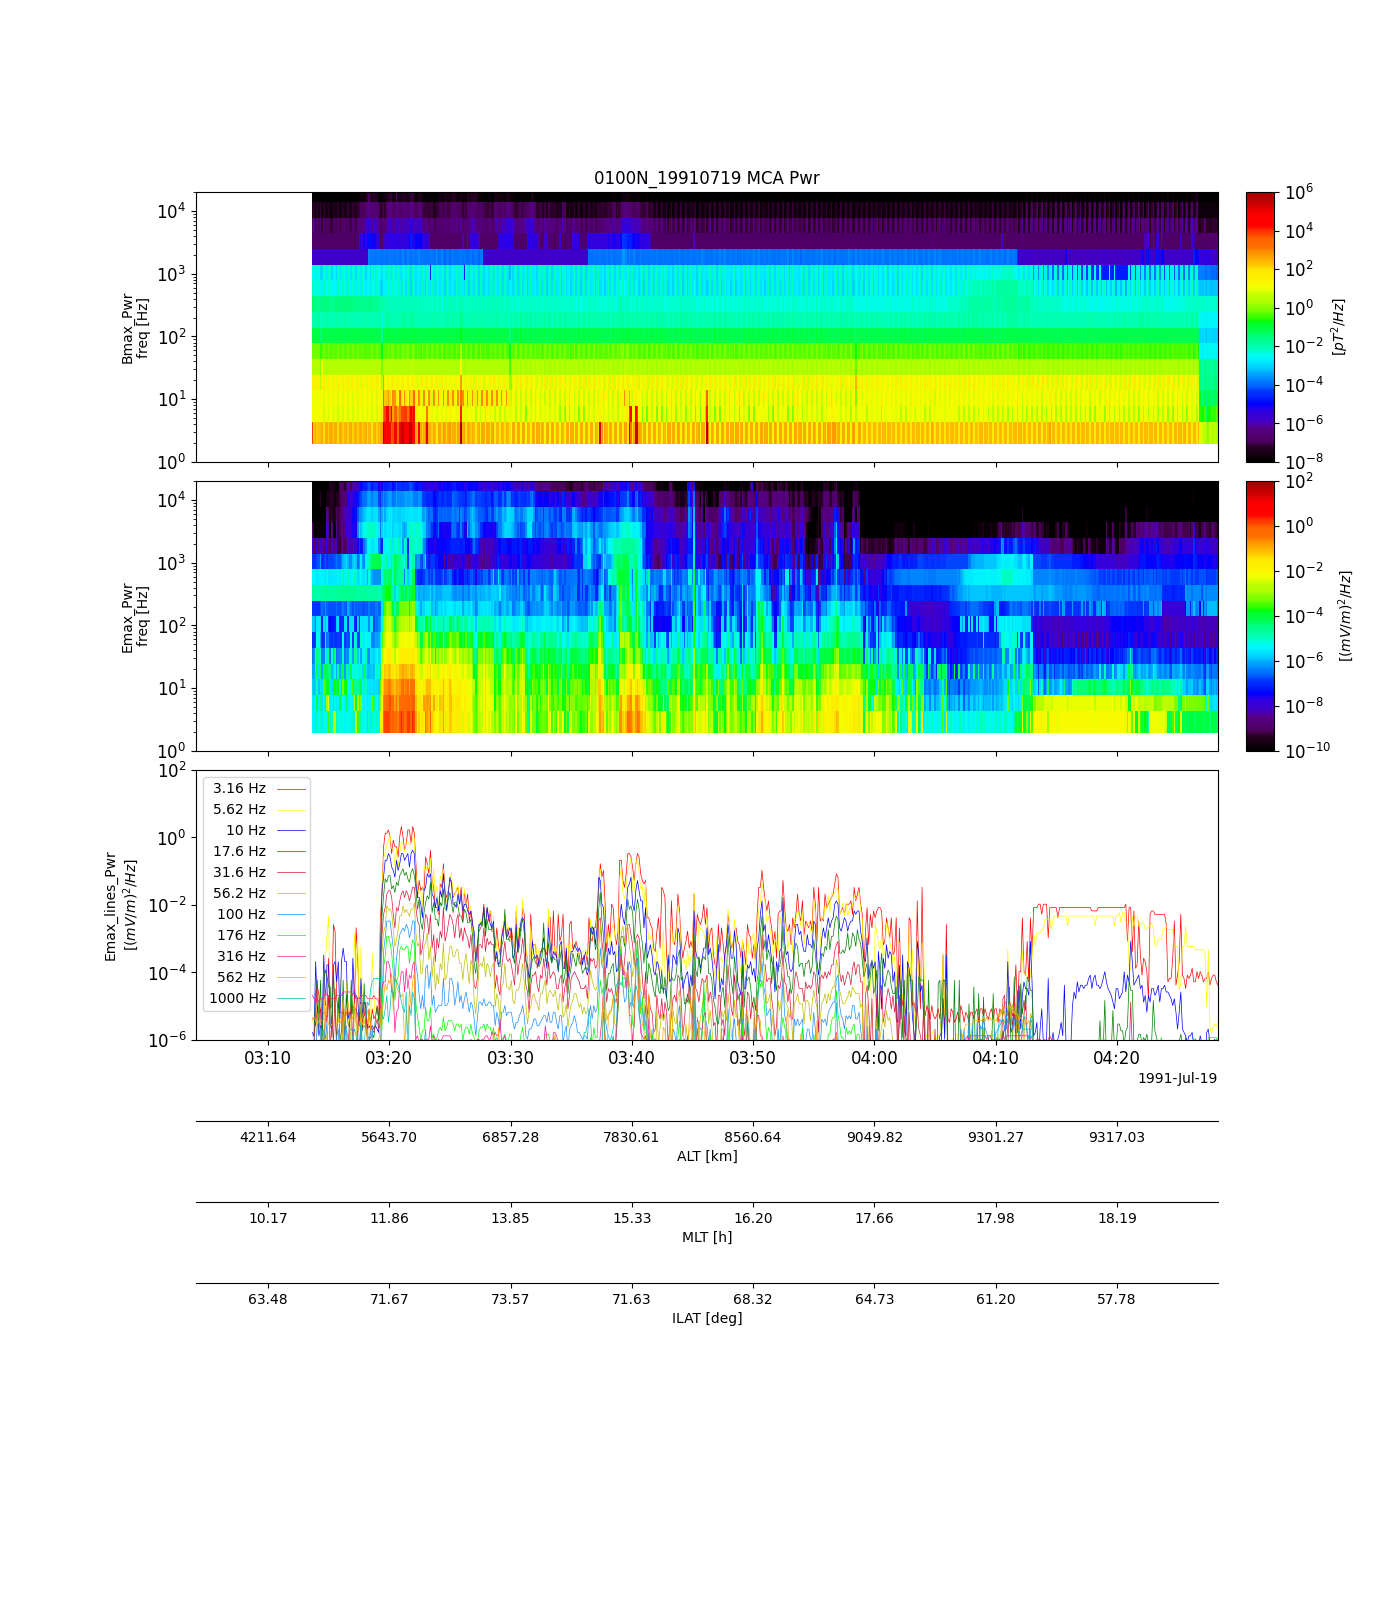 0100N_19910719 MCA Pwr
Bmax_Pwr
freq [Hz]
10^4
10^3
10^2
10^1
10^0
10^6
10^4
10^2
10^0
10^-2
10^-4
10^-6
10^-8
[pT^2/Hz]
Emax_Pwr
freq [Hz]
10^4
10^3
10^2
10^1
10^0
10^2
10^0
10^-2
10^-4
10^-6
10^-8
10^-10
[(mV/m)^2/Hz]
Emax_lines_Pwr
[(mV/m)^2/Hz]
10^2
10^0
10^-2
10^-4
10^-6
3.16 Hz
5.62 Hz
10 Hz
17.6 Hz
31.6 Hz
56.2 Hz
100 Hz
176 Hz
316 Hz
562 Hz
1000 Hz
03:10 03:20 03:30 03:40 03:50 04:00 04:10 04:20
1991-Jul-19
4211.64 5643.70 6857.28 7830.61 8560.64 9049.82 9301.27 9317.03
ALT [km]
10.17 11.86 13.85 15.33 16.20 17.66 17.98 18.19
MLT [h]
63.48 71.67 73.57 71.63 68.32 64.73 61.20 57.78
ILAT [deg]